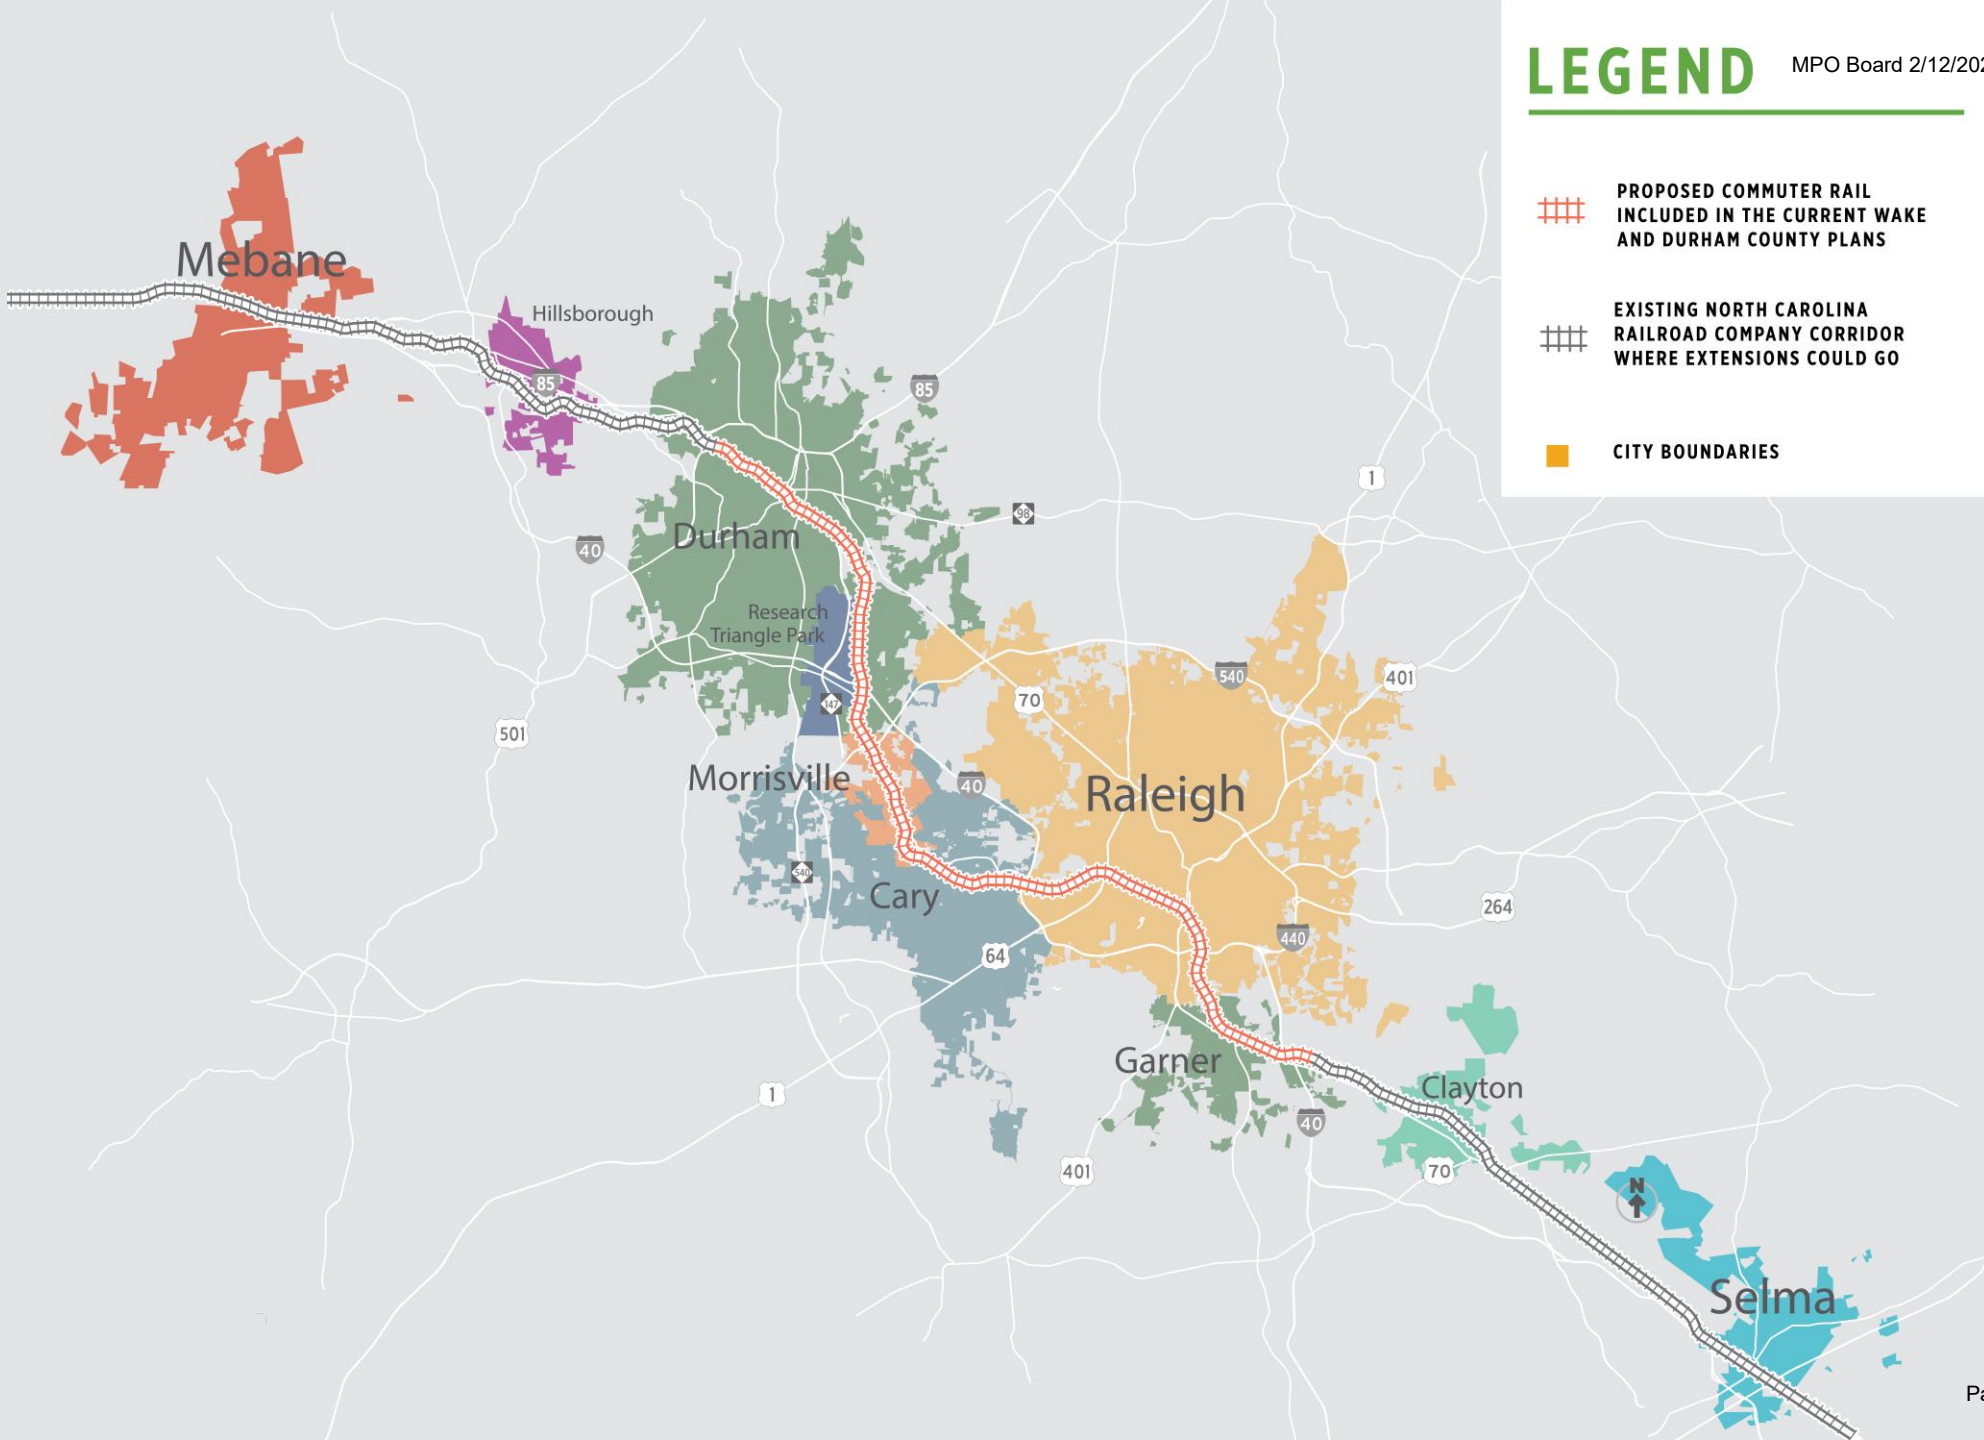 LEGEND
MPO Board 2/12/202
PROPOSED COMMUTER RAIL
INCLUDED IN THE CURRENT WAKE
AND DURHAM COUNTY PLANS
EXISTING NORTH CAROLINA
RAILROAD COMPANY CORRIDOR
WHERE EXTENSIONS COULD GO
CITY BOUNDARIES
Mebane
Hillsborough
85
85
1
98
Durham
40
Research
Triangle Park
540
401
70
147
501
Morrisville
40
Raleigh
540
Cary
264
440
64
Garner
Clayton
1
40
401
70
N
Selma
Pa